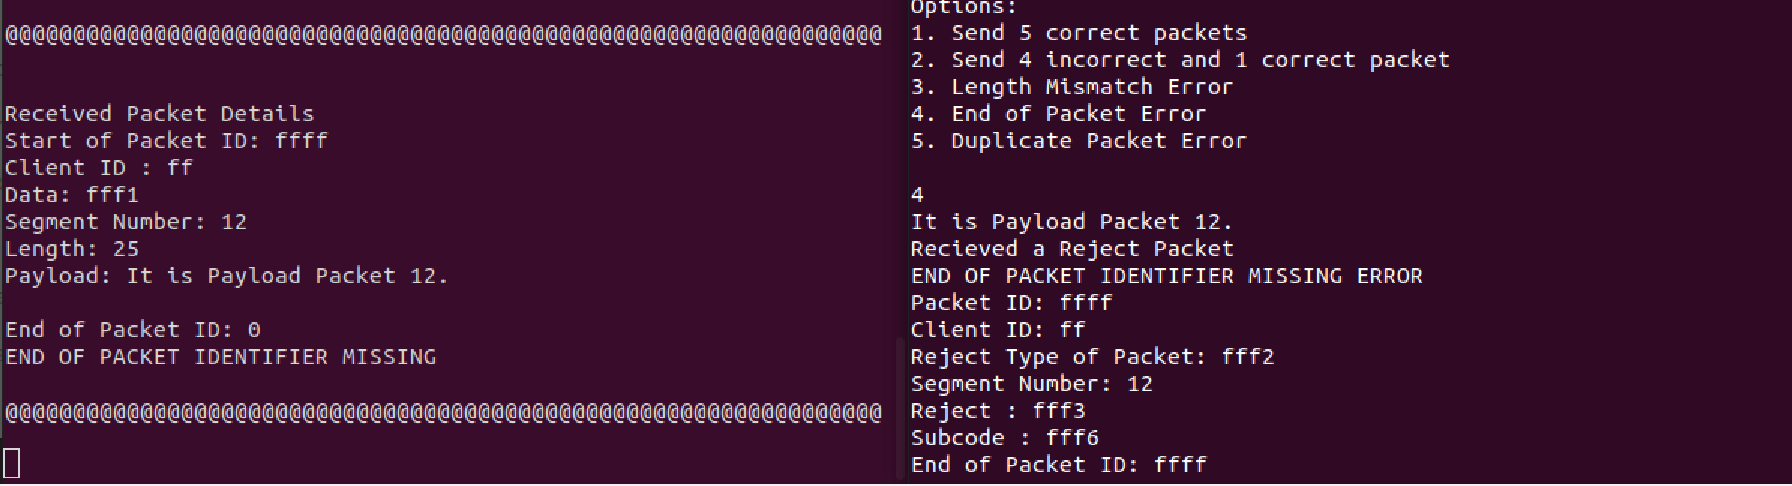 @@@@@@@@@@@@@@@@@@@@@@@@@@@@@@@@@@@@@@@@@@@@@@@@@@@@@@@@@@@@@@@@@
Received Packet Details
Start of Packet ID: ffff
Client ID : ff
Data: fff1
Segment Number: 12
Length: 25
Payload: It is Payload Packet 12.
End of Packet ID: 0
END OF PACKET IDENTIFIER MISSING
@@@@@@@@@@@@@@@@@@@@@@@@@@@@@@@@@@@@@@@@@@@@@@@@@@@@@@@@@@@@@@@@@
Options:
1. Send 5 correct packets
2. Send 4 incorrect and 1 correct packet
3. Length Mismatch Error
4. End of Packet Error
5. Duplicate Packet Error
4
It is Payload Packet 12.
Recieved a Reject Packet
END OF PACKET IDENTIFIER MISSING ERROR
Packet ID: ffff
Client ID: ff
Reject Type of Packet: fff2
Segment Number: 12
Reject : fff3
Subcode : fff6
End of Packet ID: ffff